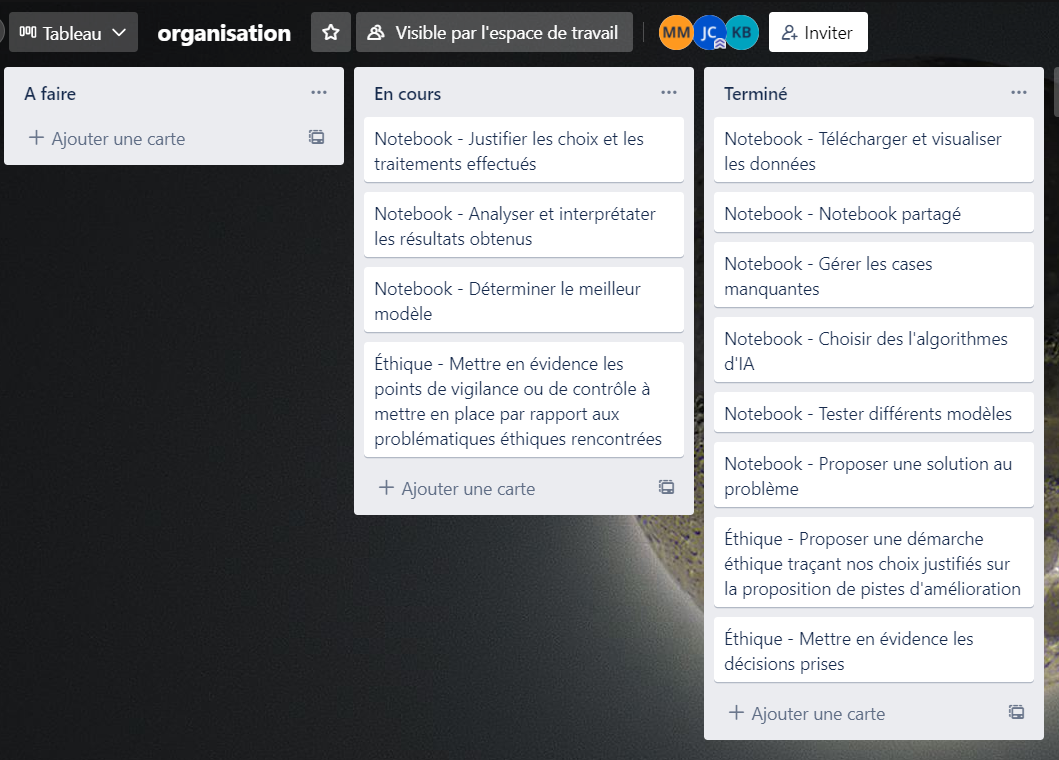 Tableau
organisation
Visible par l'espace de travail
MM
JC
KB
Inviter
A faire
Ajouter une carte
En cours
Notebook - Justifier les choix et les
traitements effectués
Notebook - Analyser et interprétater
les résultats obtenus
Notebook - Déterminer le meilleur
modèle
Éthique - Mettre en évidence les
points de vigilance ou de contrôle à
mettre en place par rapport aux
problématiques éthiques rencontrées
Ajouter une carte
Terminé
Notebook - Télécharger et visualiser
les données
Notebook - Notebook partagé
Notebook - Gérer les cases
manquantes
Notebook - Choisir des l'algorithmes
d'IA
Notebook - Tester différents modèles
Notebook - Proposer une solution au
problème
Éthique - Proposer une démarche
éthique traçant nos choix justifiés sur
la proposition de pistes d'amélioration
Éthique - Mettre en évidence les
décisions prises
Ajouter une carte